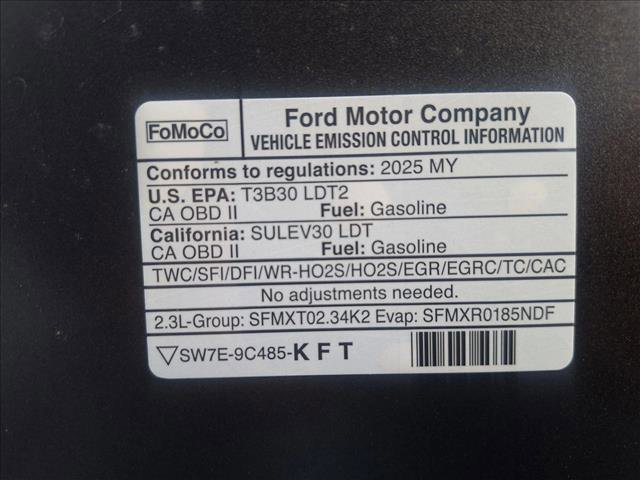 FoMoCo
Ford Motor Company
VEHICLE EMISSION CONTROL INFORMATION
Conforms to regulations: 2025 MY
U.S. EPA: T3B30 LDT2
CA OBD II Fuel: Gasoline
California: SULEV30 LDT
CA OBD II Fuel: Gasoline
TWC/SFI/DFI/WR-HO2S/HO2S/EGR/EGRC/TC/CAC
No adjustments needed.
2.3L-Group: SFMXT02.34K2 Evap: SFMXR0185NDF
▽SW7E-9C485-K F T